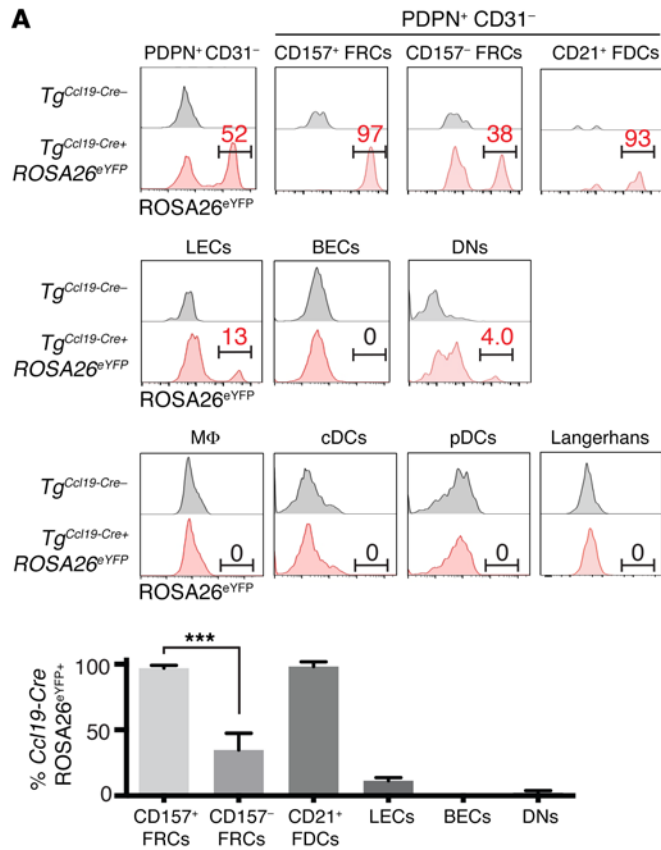 A
PDPN⁺ CD31⁻
PDPN⁺ CD31⁻ CD157⁺ FRCs CD157⁻ FRCs CD21⁺ FDCs
Tg^Ccl19-Cre–
Tg^Ccl19-Cre+
ROSA26^eYFP
52 97 38 93
ROSA26^eYFP
LECs BECs DNs
Tg^Ccl19-Cre–
Tg^Ccl19-Cre+
ROSA26^eYFP
13 0 4.0
ROSA26^eYFP
MΦ cDCs pDCs Langerhans
Tg^Ccl19-Cre–
Tg^Ccl19-Cre+
ROSA26^eYFP
0 0 0 0
ROSA26^eYFP
% Ccl19-Cre
ROSA26^eYFP+
100
50
0
***
CD157⁺ FRCs
CD157⁻ FRCs
CD21⁺ FDCs
LECs
BECs
DNs